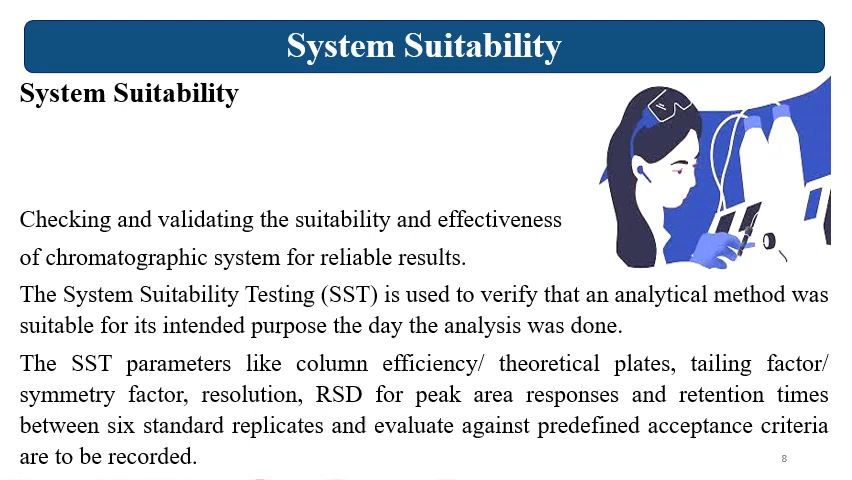 System Suitability
System Suitability
Checking and validating the suitability and effectiveness
of chromatographic system for reliable results.
The System Suitability Testing (SST) is used to verify that an analytical method was
suitable for its intended purpose the day the analysis was done.
The SST parameters like column efficiency/ theoretical plates, tailing factor/
symmetry factor, resolution, RSD for peak area responses and retention times
between six standard replicates and evaluate against predefined acceptance criteria
are to be recorded.
8